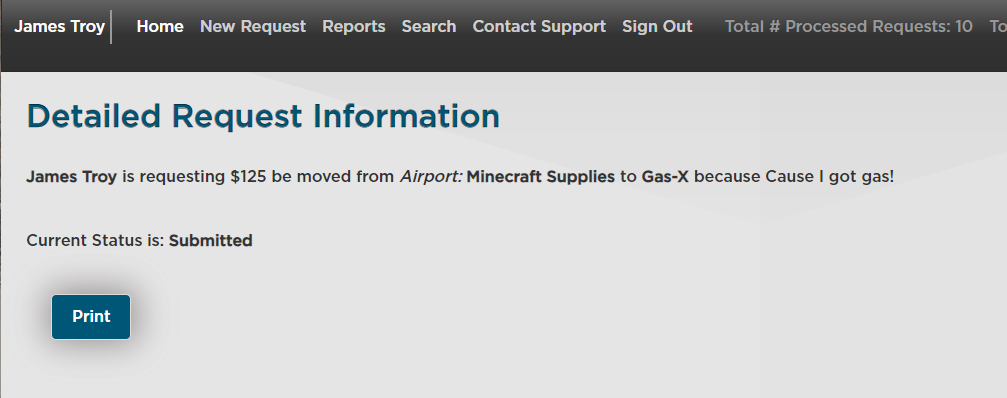 James Troy Home New Request Reports Search Contact Support Sign Out Total # Processed Requests: 10 To
Detailed Request Information
James Troy is requesting $125 be moved from Airport: Minecraft Supplies to Gas-X because Cause I got gas!
Current Status is: Submitted
Print